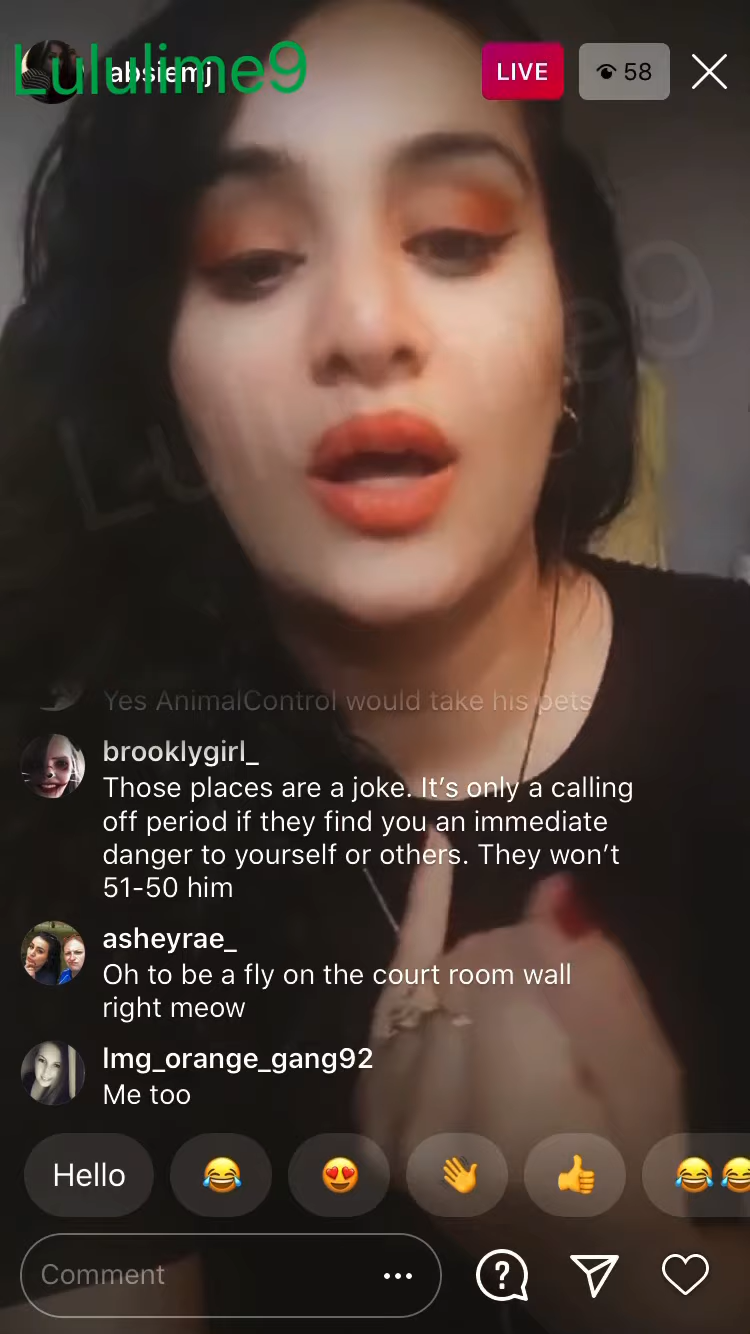 Lululime9
absiemj
LIVE
58
Lululime9
Yes AnimalControl would take his pets
brooklygirl_
Those places are a joke. It's only a calling
off period if they find you an immediate
danger to yourself or others. They won't
51-50 him
asheyrae_
Oh to be a fly on the court room wall
right meow
lmg_orange_gang92
Me too
Hello
Comment